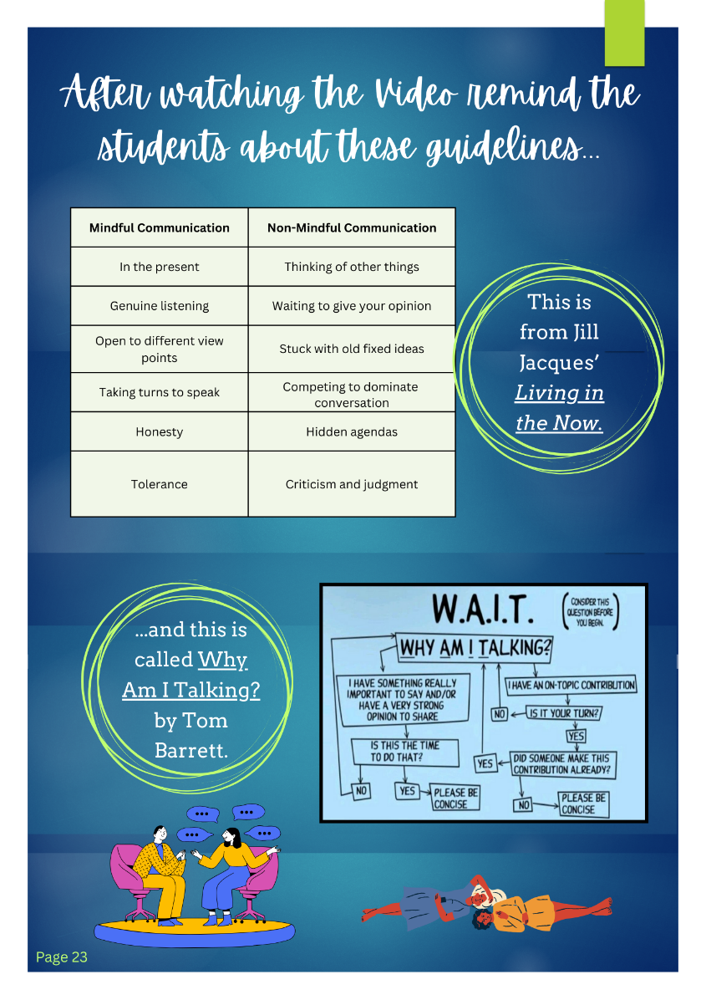 After watching the Video remind the
students about these guidelines...
Mindful Communication
Non-Mindful Communication
In the present
Thinking of other things
Genuine listening
Waiting to give your opinion
Open to different view
points
Stuck with old fixed ideas
Taking turns to speak
Competing to dominate
conversation
Honesty
Hidden agendas
Tolerance
Criticism and judgment
This is
from Jill
Jacques’
Living in
the Now.
...and this is
called Why
Am I Talking?
by Tom
Barrett.
W.A.I.T.
(CONSIDER THIS
QUESTION BEFORE
YOU BEGIN.)
WHY AM I TALKING?
I HAVE SOMETHING REALLY
IMPORTANT TO SAY AND/OR
HAVE A VERY STRONG
OPINION TO SHARE
IS THIS THE TIME
TO DO THAT?
NO
YES
PLEASE BE
CONCISE
I HAVE AN ON-TOPIC CONTRIBUTION
IS IT YOUR TURN?
NO
YES
DID SOMEONE MAKE THIS
CONTRIBUTION ALREADY?
YES
NO
PLEASE BE
CONCISE
Page 23